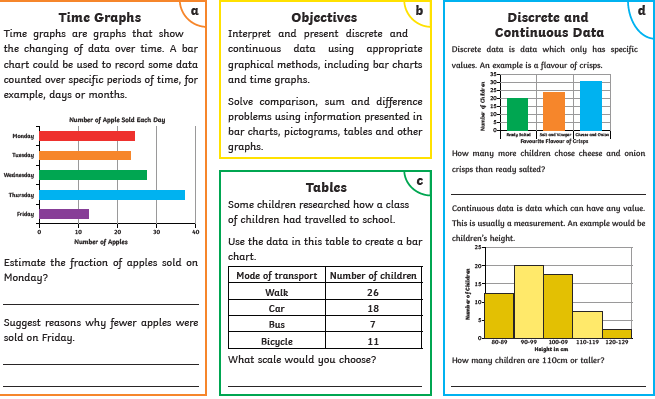 a
Time Graphs
Time graphs are graphs that show
the changing of data over time. A bar
chart could be used to record some data
counted over specific periods of time, for
example, days or months.
Number of Apple Sold Each Day
Monday
Tuesday
Wednesday
Thursday
Friday
0 10 20 30 40
Number of Apples
Estimate the fraction of apples sold on
Monday?
Suggest reasons why fewer apples were
sold on Friday.
b
Objectives
Interpret and present discrete and
continuous data using appropriate
graphical methods, including bar charts
and time graphs.
Solve comparison, sum and difference
problems using information presented in
bar charts, pictograms, tables and other
graphs.
c
Tables
Some children researched how a class
of children had travelled to school.
Use the data in this table to create a bar
chart.
Mode of transport Number of children
Walk 26
Car 18
Bus 7
Bicycle 11
What scale would you choose?
d
Discrete and
Continuous Data
Discrete data is data which only has specific
values. An example is a flavour of crisps.
Number of Children
35
30
25
20
15
10
5
0
Ready Salted Salt and Vinegar Cheese and Onion
Favourite Flavour of Crisps
How many more children chose cheese and onion
crisps than ready salted?
Continuous data is data which can have any value.
This is usually a measurement. An example would be
children's height.
Number of Children
25
20
15
10
5
0
80-89 90-99 100-09 110-119 120-129
Height in cm
How many children are 110cm or taller?